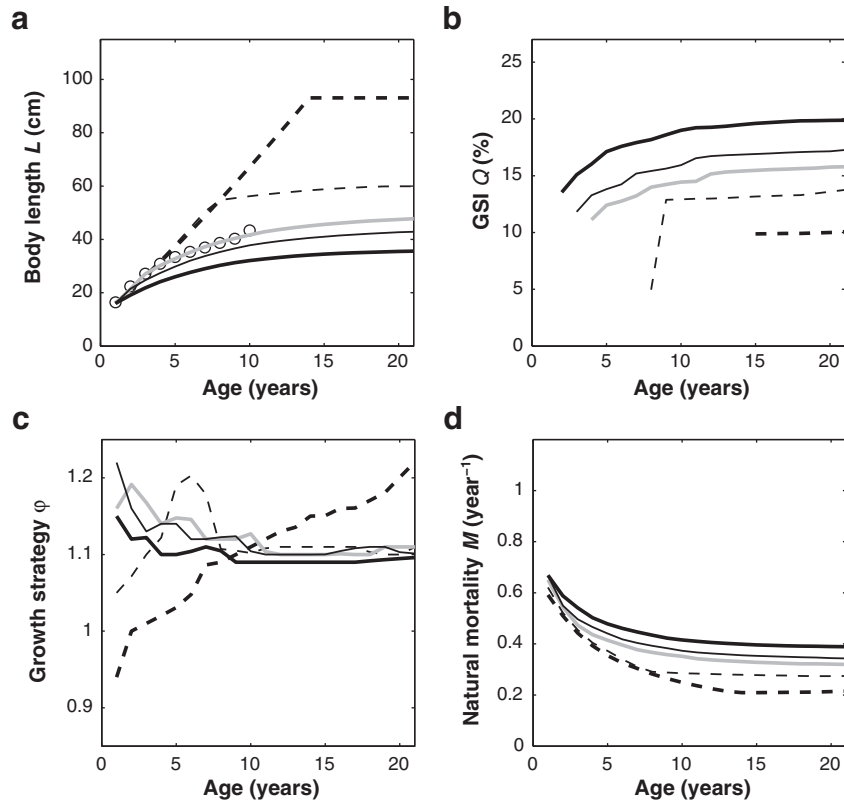 a
100
80
60
40
20
0
0 5 10 15 20
Body length L (cm)
Age (years)
b
25
20
15
10
5
0
0 5 10 15 20
GSI Q (%)
Age (years)
c
1.2
1.10
1
0.9
0 5 10 15 20
Growth strategy φ
Age (years)
d
1
0.8
0.6
0.4
0.2
0
0 5 10 15 20
Natural mortality M (year⁻¹)
Age (years)